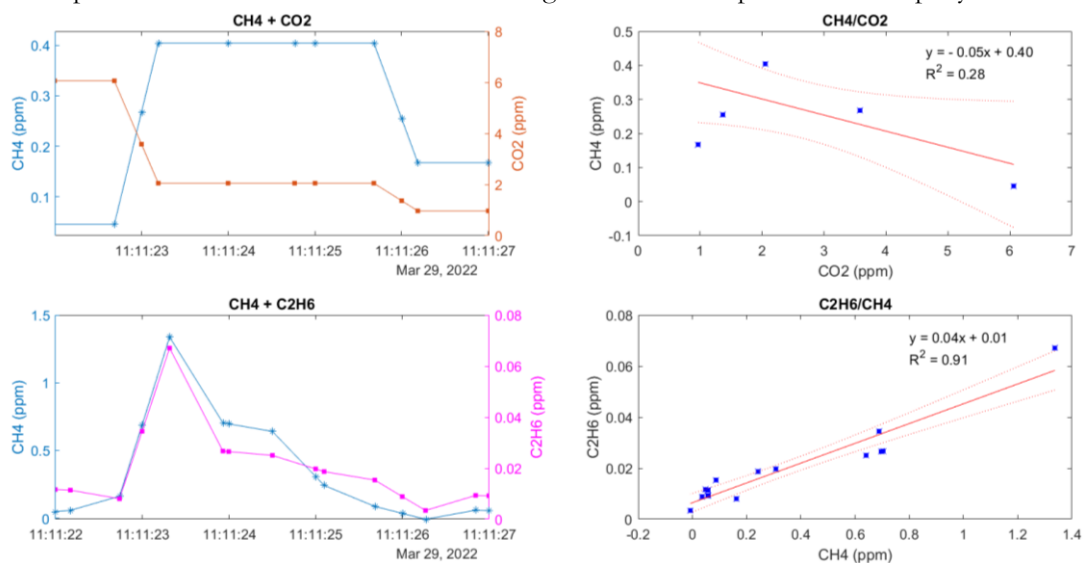 CH4 + CO2
CH4 (ppm)
0.4
0.3
0.2
0.1
8
6
4
2
0
CO2 (ppm)
11:11:23 11:11:24 11:11:25 11:11:26 11:11:27
Mar 29, 2022
CH4/CO2
y = - 0.05x + 0.40
R² = 0.28
CH4 (ppm)
0.5
0.4
0.3
0.2
0.1
0
-0.1
0 1 2 3 4 5 6 7
CO2 (ppm)
CH4 + C2H6
CH4 (ppm)
1.5
1
0.5
0
0.08
0.06
0.04
0.02
0
C2H6 (ppm)
11:11:22 11:11:23 11:11:24 11:11:25 11:11:26 11:11:27
Mar 29, 2022
C2H6/CH4
y = 0.04x + 0.01
R² = 0.91
C2H6 (ppm)
0.08
0.06
0.04
0.02
0
-0.2 0 0.2 0.4 0.6 0.8 1 1.2 1.4
CH4 (ppm)